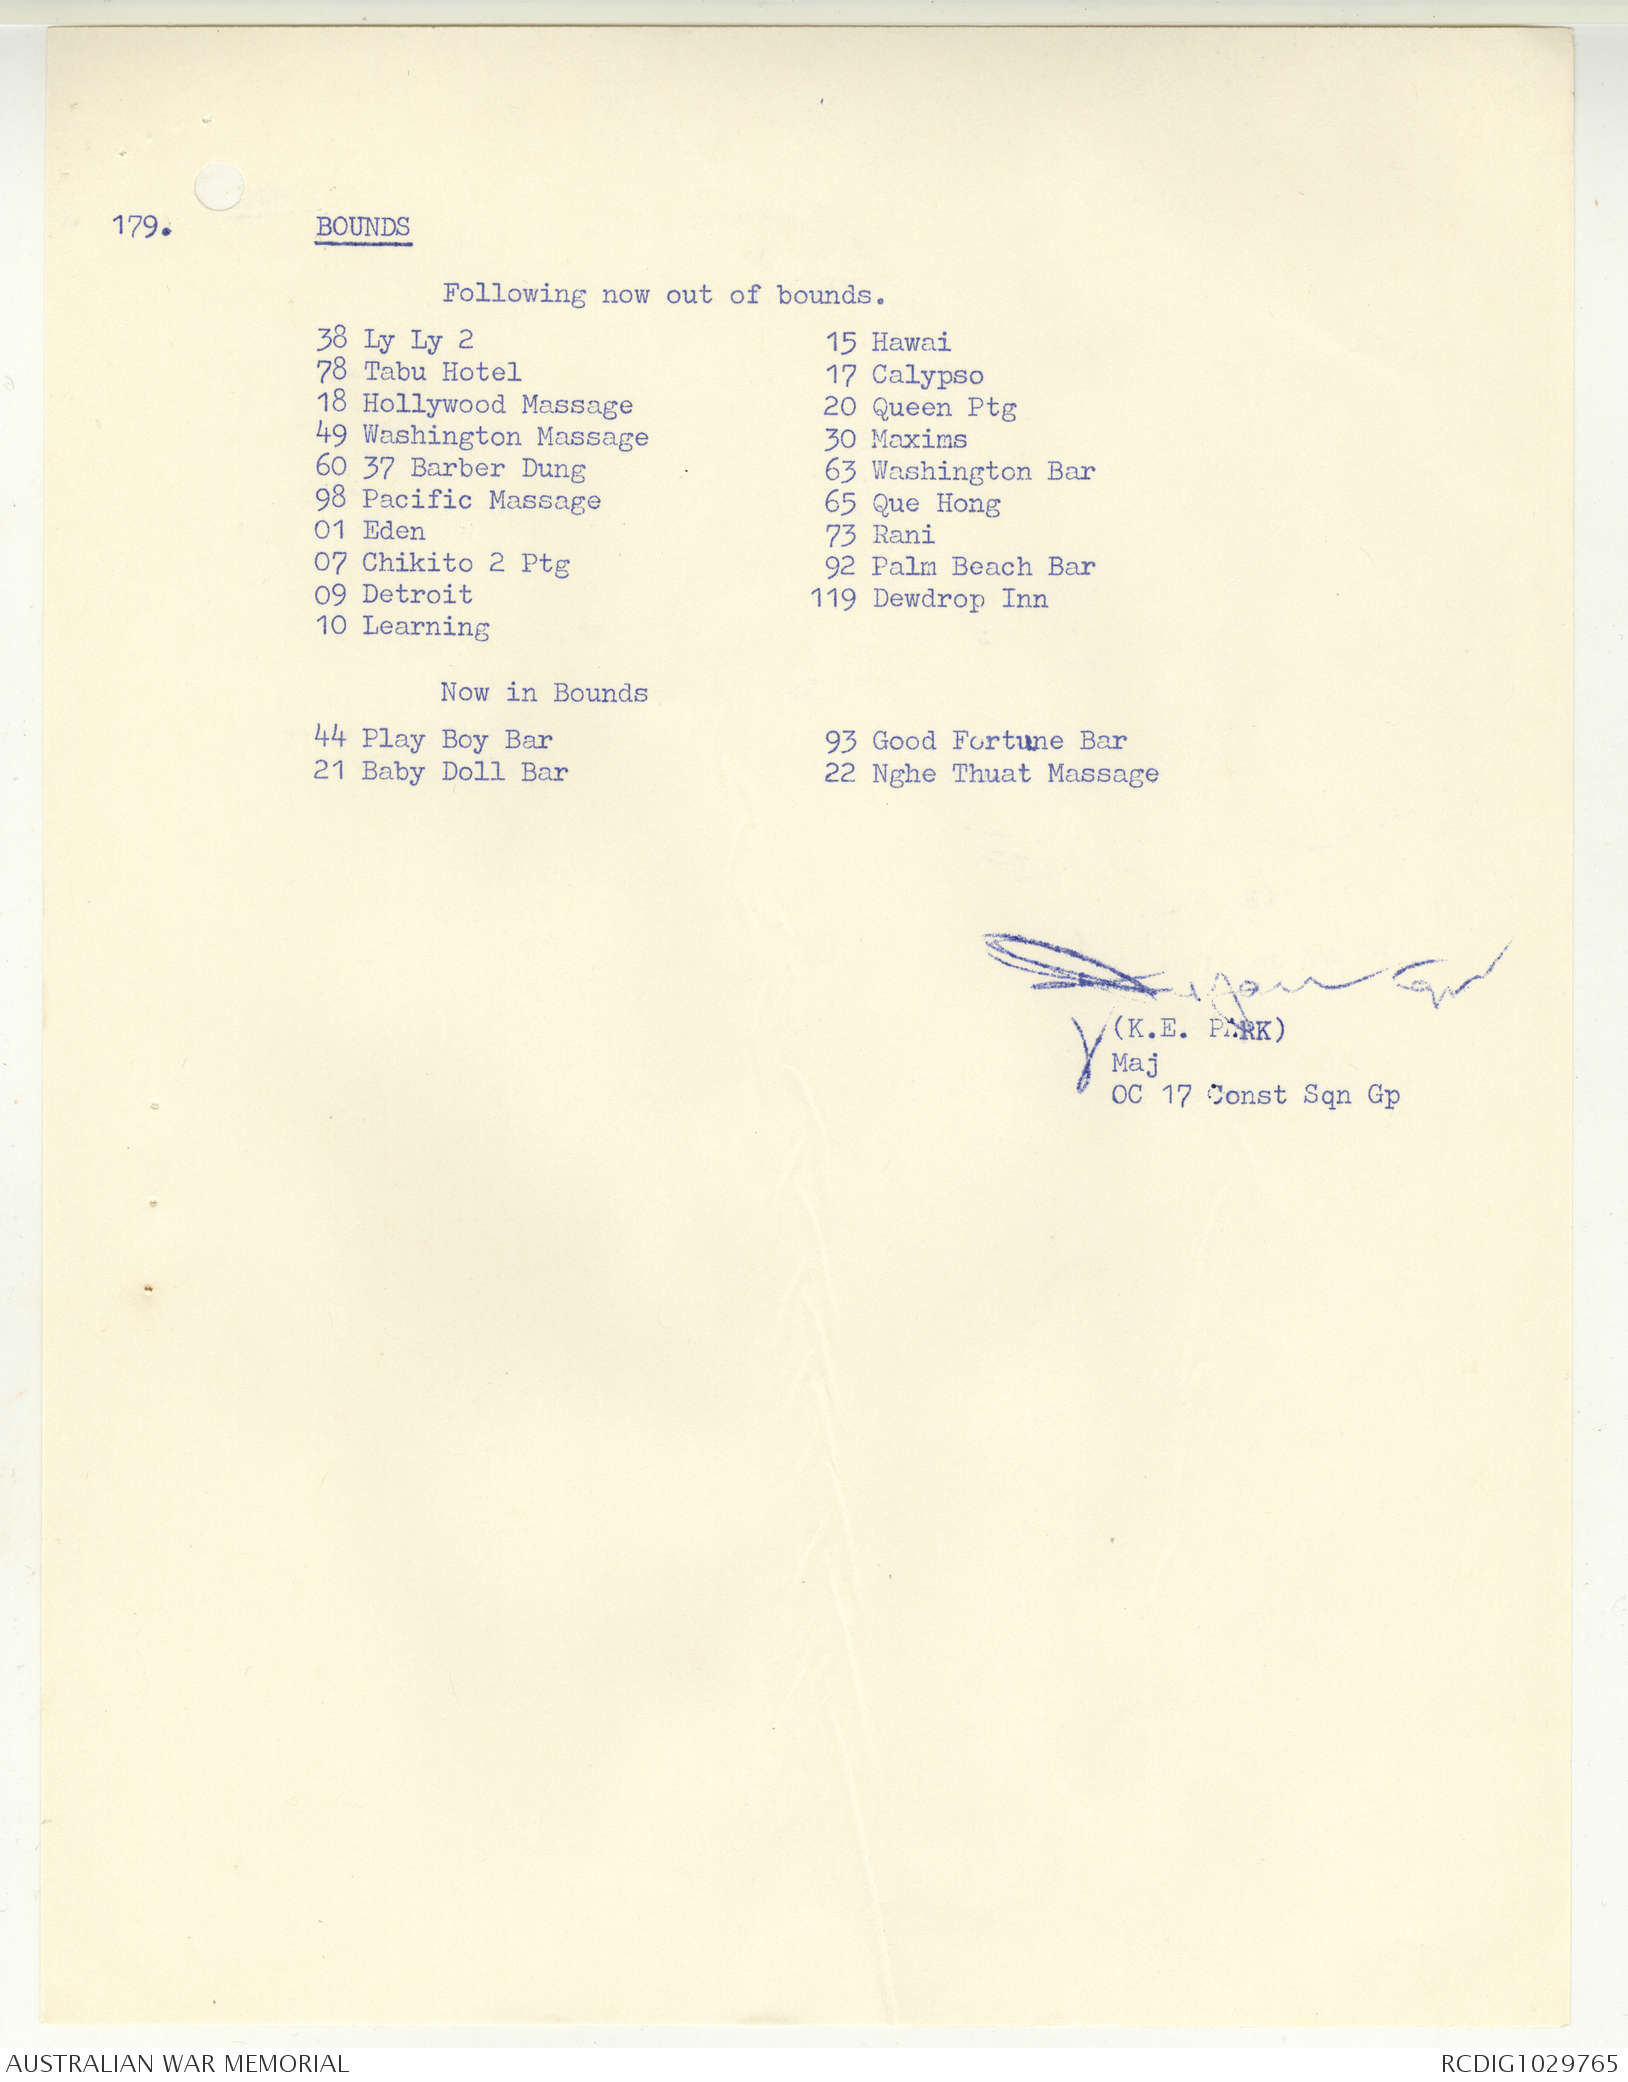 179. BOUNDS
Following now out of bounds.
38 Ly Ly 2
78 Tabu Hotel
18 Hollywood Massage
49 Washington Massage
60 37 Barber Dung
98 Pacific Massage
01 Eden
07 Chikito 2 Ptg
09 Detroit
10 Learning
15 Hawai
17 Calypso
20 Queen Ptg
30 Maxims
63 Washington Bar
65 Que Hong
73 Rani
92 Palm Beach Bar
119 Dewdrop Inn
Now in Bounds
44 Play Boy Bar
21 Baby Doll Bar
93 Good Fortune Bar
22 Nghe Thuat Massage
(K.E. PARK)
Maj
OC 17 Const Sqn Gp
AUSTRALIAN WAR MEMORIAL
RCDIG1029765